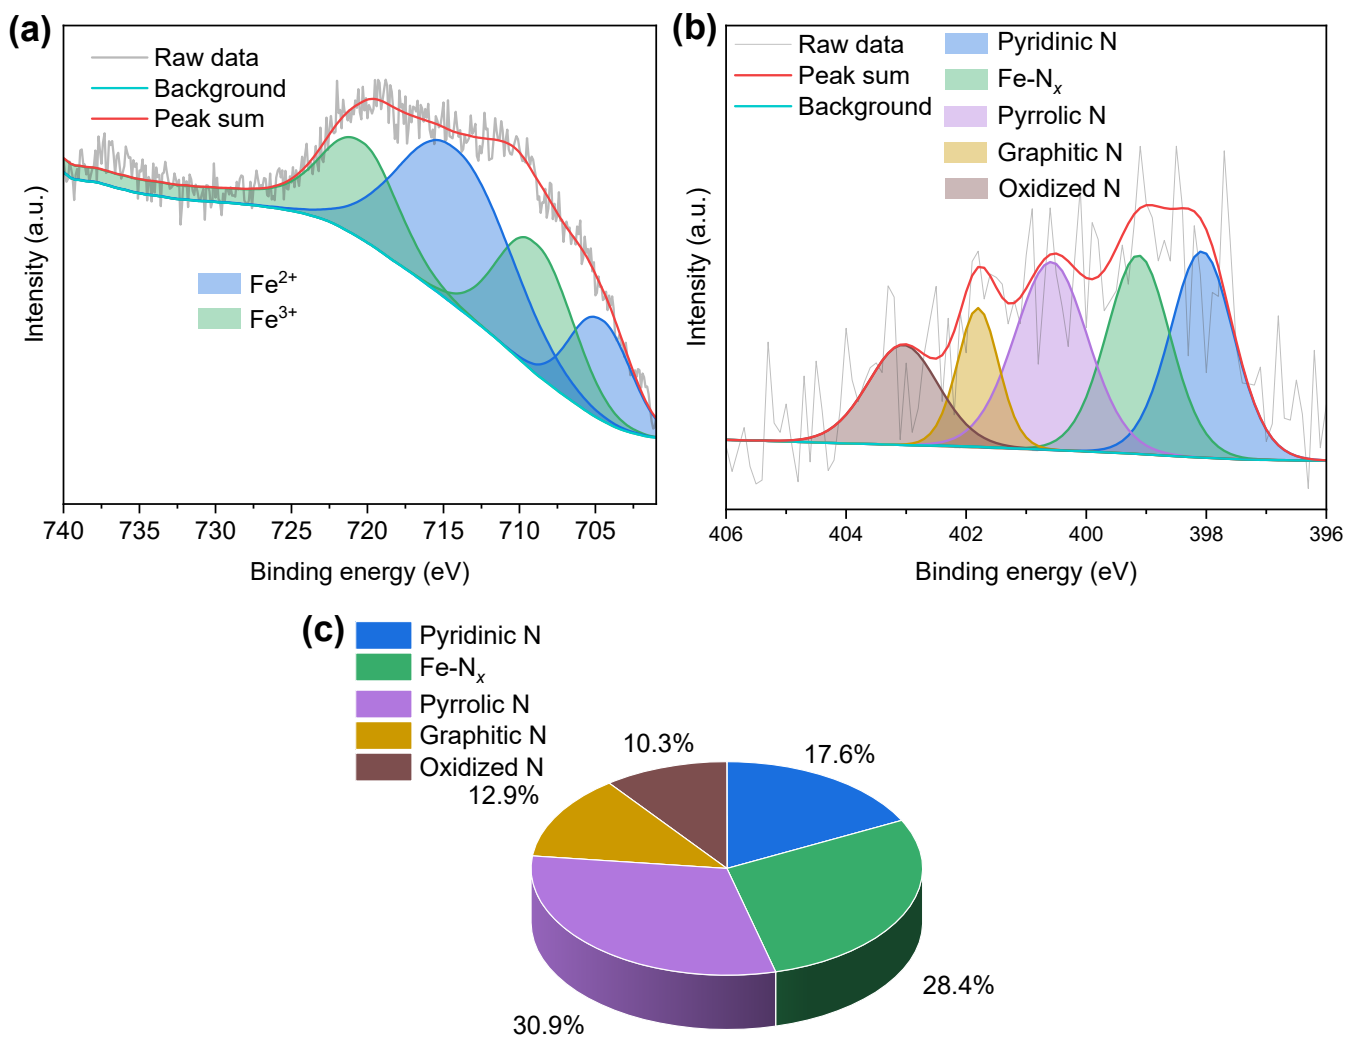 (a)
Raw data
Background
Peak sum
Fe2+
Fe3+
Intensity (a.u.)
740 735 730 725 720 715 710 705
Binding energy (eV)
(b)
Raw data
Peak sum
Background
Pyridinic N
Fe-Nx
Pyrrolic N
Graphitic N
Oxidized N
Intensity (a.u.)
406 404 402 400 398 396
Binding energy (eV)
(c)
Pyridinic N
Fe-Nx
Pyrrolic N
Graphitic N
Oxidized N
10.3%
17.6%
12.9%
28.4%
30.9%